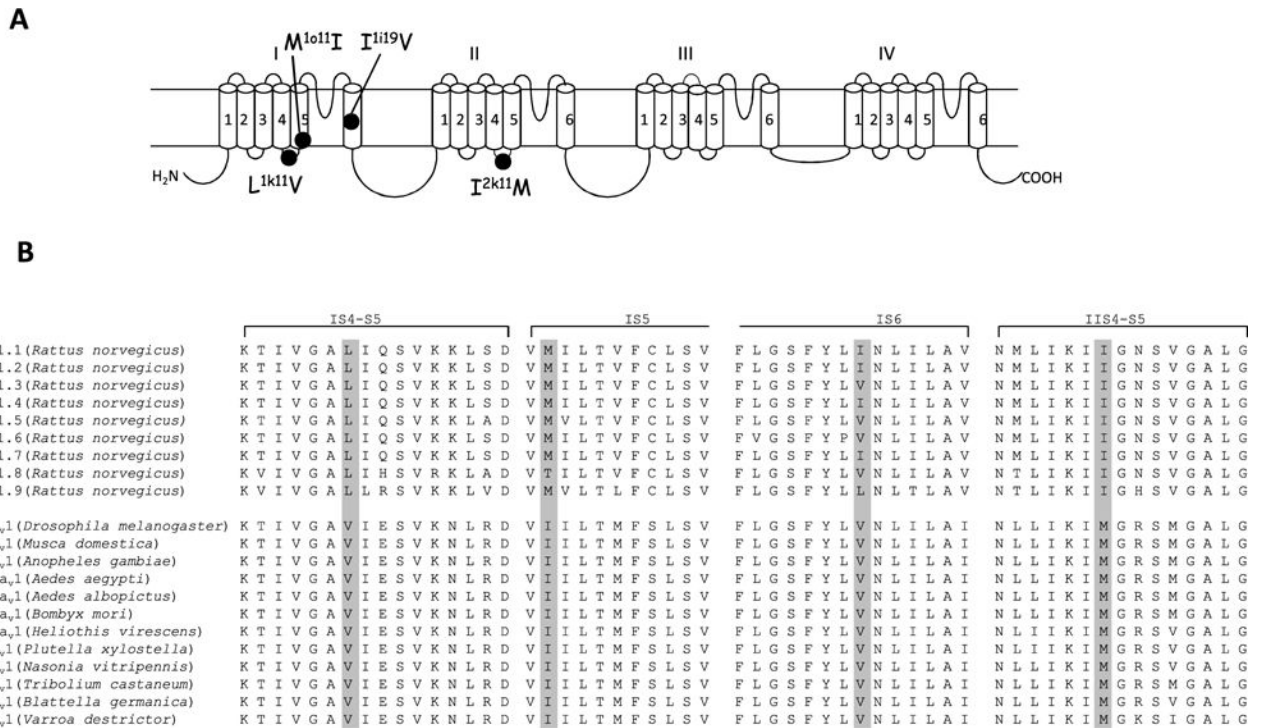 A
I M¹ᵒ¹¹I I¹ⁱ¹⁹V II III IV
1 2 3 4 5 1 2 3 4 5 6 1 2 3 4 5 6 1 2 3 4 5 6
H₂N COOH
L¹ᵏ¹¹V I²ᵏ¹¹M
B
IS4-S5 IS5 IS6 IIS4-S5
1.1 (Rattus norvegicus) K T I V G A L I Q S V K K L S D V M I L T V F C L S V F L G S F Y L I N L I L A V N M L I K I I G N S V G A L G
1.2 (Rattus norvegicus) K T I V G A L I Q S V K K L S D V M I L T V F C L S V F L G S F Y L I N L I L A V N M L I K I I G N S V G A L G
1.3 (Rattus norvegicus) K T I V G A L I Q S V K K L S D V M I L T V F C L S V F L G S F Y L V N L I L A V N M L I K I I G N S V G A L G
1.4 (Rattus norvegicus) K T I V G A L I Q S V K K L S D V M I L T V F C L S V F L G S F Y L V N L I L A V N M L I K I I G N S V G A L G
1.5 (Rattus norvegicus) K T I V G A L I Q S V K K L A D V M V L T V F C L S V F L G S F Y L V N L I L A V N M L I K I I G N S V G A L G
1.6 (Rattus norvegicus) K T I V G A L I Q S V K K L S D V M I L T V F C L S V F V G S F Y P V N L I L A V N M L I K I I G N S V G A L G
1.7 (Rattus norvegicus) K T I V G A L I Q S V K K L S D V M I L T V F C L S V F L G S F Y L I N L I L A V N M L I K I I G N S V G A L G
1.8 (Rattus norvegicus) K V I V G A L I H S V R K L A D V T I L T V F C L S V F L G S F Y L V N L I L A V N T L I K I I G N S V G A L G
1.9 (Rattus norvegicus) K V I V G A L L R S V K K L V D V M V L T L F C L S V F L G S F Y L L N L T L A V N T L I K I I G H S V G A L G
ᵥ1 (Drosophila melanogaster) K T I V G A V I E S V K N L R D V I I L T M F S L S V F L G S F Y L V N L I L A I N L L I K I M G R S M G A L G
ᵥ1 (Musca domestica) K T I V G A V I E S V K N L R D V I I L T M F S L S V F L G S F Y L V N L I L A I N L L I K I M G R S M G A L G
ᵥ1 (Anopheles gambiae) K T I V G A V I E S V K N L R D V I I L T M F S L S V F L G S F Y L V N L I L A I N L L I K I M G R S M G A L G
aᵥ1 (Aedes aegypti) K T I V G A V I E S V K N L R D V I I L T M F S L S V F L G S F Y L V N L I L A I N L L I K I M G R S M G A L G
aᵥ1 (Aedes albopictus) K T I V G A V I E S V K N L R D V I I L T M F S L S V F L G S F Y L V N L I L A I N L L I K I M G R S M G A L G
aᵥ1 (Bombyx mori) K T I V G A V I E S V K N L R D V I I L T M F S L S V F L G S F Y L V N L I L A I N L L I K I M G R S M G A L G
aᵥ1 (Heliothis virescens) K T I V G A V I E S V K N L R D V I I L T M F S L S V F L G S F Y L V N L I L A I N L I I K I M G R S M G A L G
ᵥ1 (Plutella xylostella) K T I V G A V I E S V K N L R D V I I L T M F S L S V F L G S F Y L V N L I L A I N L I I K I M G R S V G A L G
ᵥ1 (Nasonia vitripennis) K T I V G A V I E S V K N L R D V I I L T M F S L S V F L G S F Y L V N L I L A I N L L I K I M G R S V G A L G
ᵥ1 (Tribolium castaneum) K T I V G A V I E S V K N L R D V I I L T M F S L S V F L G S F Y L V N L I L A I N L L I K I M G R S M G A L G
ᵥ1 (Blattella germanica) K T I V G A V I E S V K N L R D V I I L T M F S L S V F L G S F Y L V N L I L A I N L L I K I M G R S M G A L G
ᵥ1 (Varroa destrictor) K T I V G A V I E S V K N L R D V I I L T M F S L S V F L G S F Y L V N L I L A I N L L I K I M G K S I G A L G